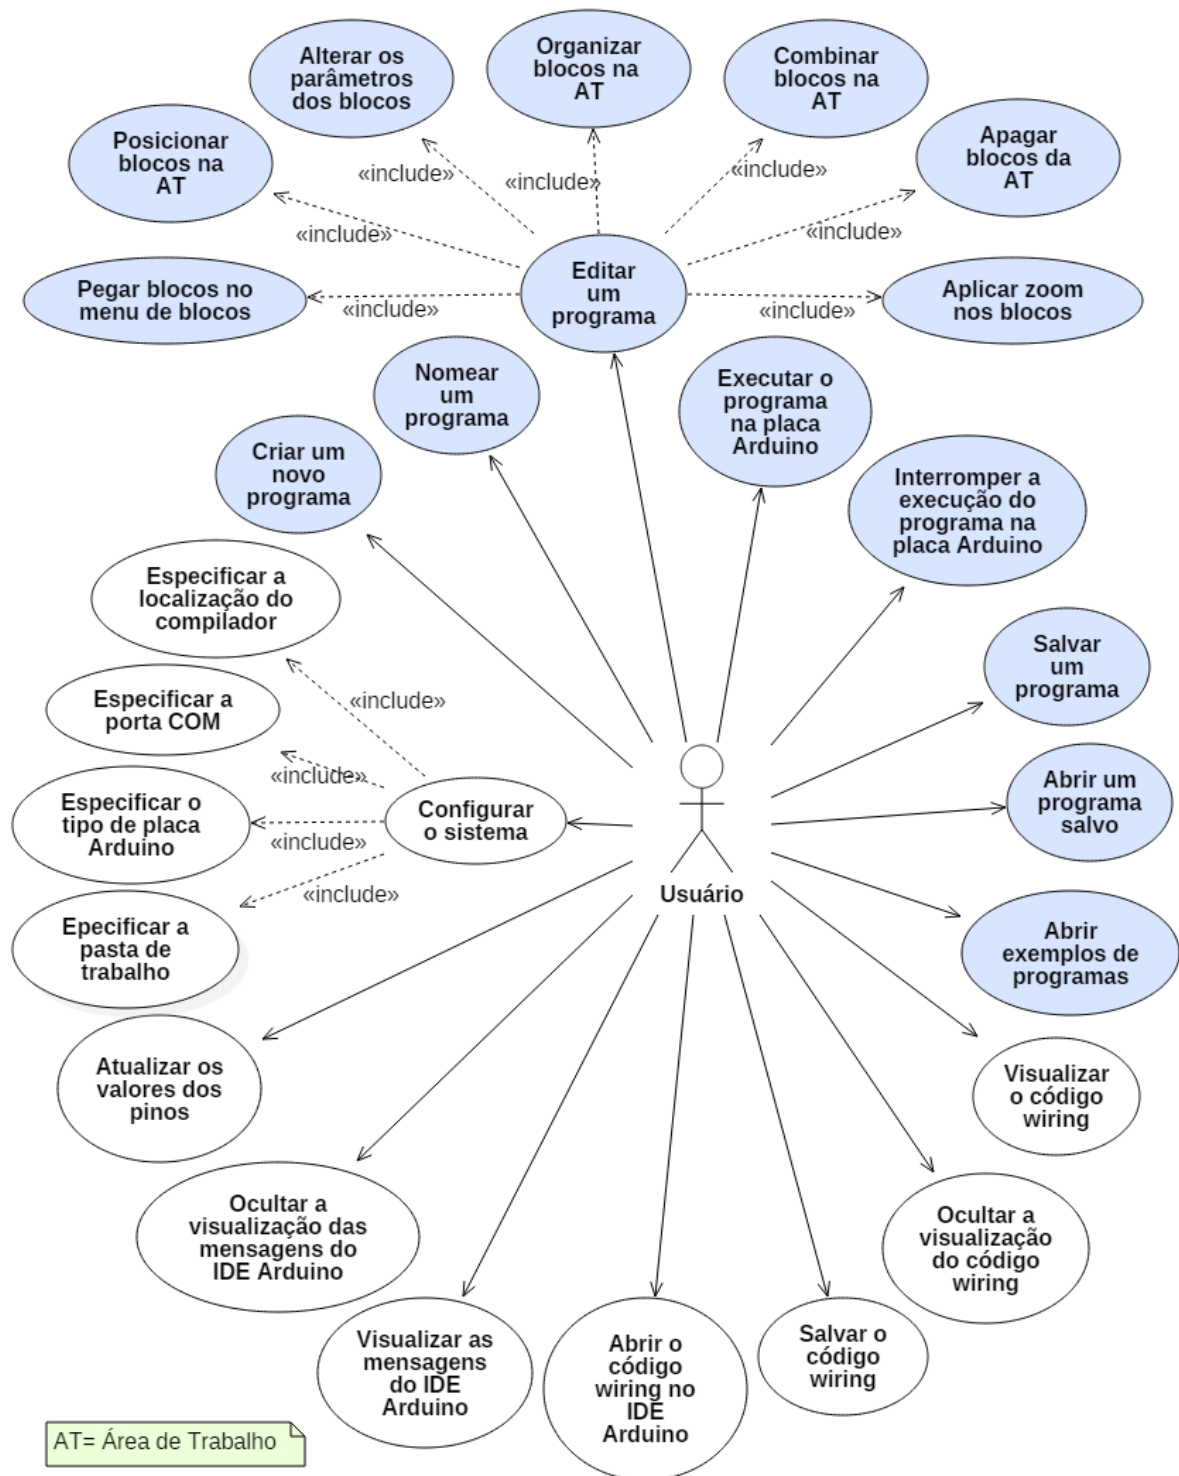 Organizar
blocos na
AT
Alterar os
parâmetros
dos blocos
Combinar
blocos na
AT
Posicionar
blocos na
AT
Apagar
blocos da
AT
«include»
«include»
«include»
«include»
«include»
Editar
um
programa
Pegar blocos no
menu de blocos
«include»
«include»
Aplicar zoom
nos blocos
Nomear
um
programa
Executar o
programa
na placa
Arduino
Criar um
novo
programa
Interromper a
execução do
programa na
placa Arduino
Especificar a
localização do
compilador
Salvar
um
programa
Especificar a
porta COM
«include»
«include»
Especificar o
tipo de placa
Arduino
«include»
Configurar
o sistema
Abrir um
programa
salvo
«include»
Usuário
Epecificar a
pasta de
trabalho
Abrir
exemplos de
programas
Atualizar os
valores dos
pinos
Visualizar
o código
wiring
Ocultar a
visualização das
mensagens do
IDE Arduino
Ocultar a
visualização
do código
wiring
Visualizar as
mensagens
do IDE
Arduino
Abrir o
código
wiring no
IDE
Arduino
Salvar o
código
wiring
AT= Área de Trabalho